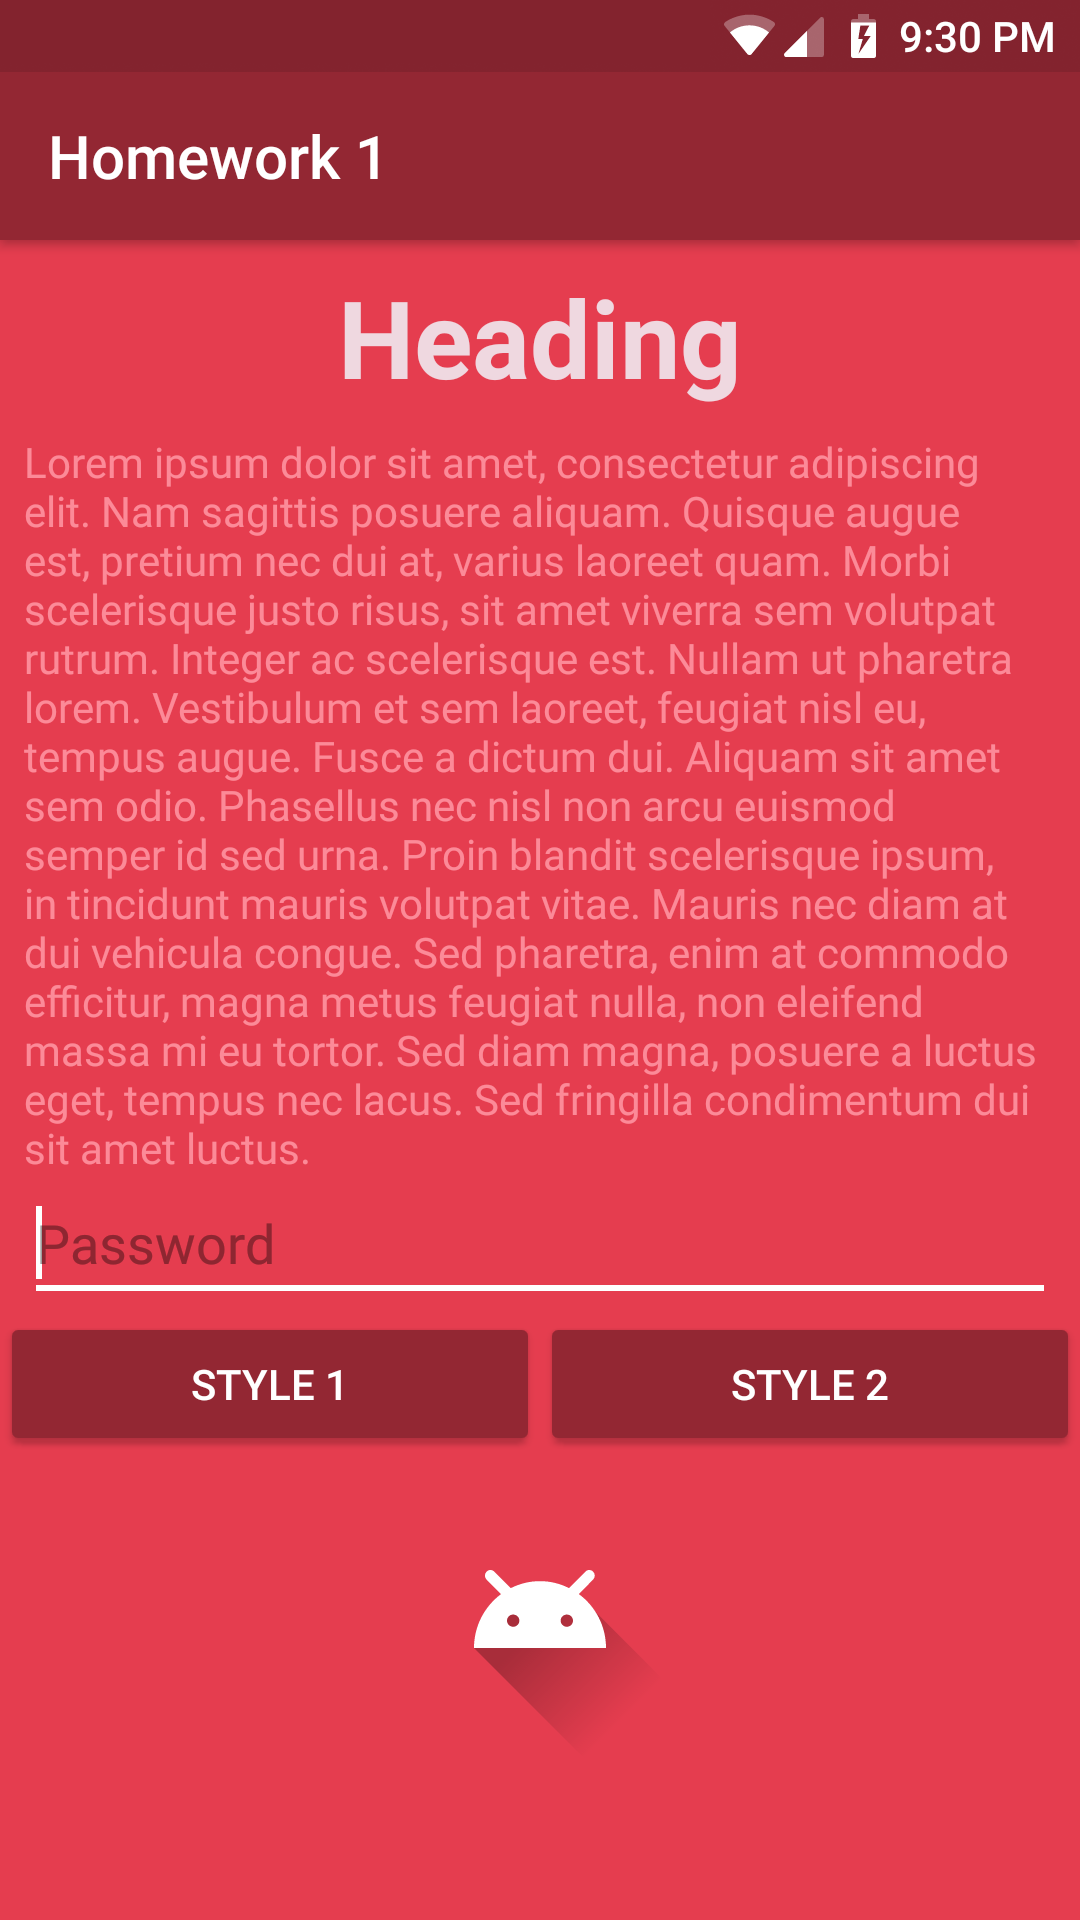 9:30 PM
Homework 1
Heading
Lorem ipsum dolor sit amet, consectetur adipiscing
elit. Nam sagittis posuere aliquam. Quisque augue
est, pretium nec dui at, varius laoreet quam. Morbi
scelerisque justo risus, sit amet viverra sem volutpat
rutrum. Integer ac scelerisque est. Nullam ut pharetra
lorem. Vestibulum et sem laoreet, feugiat nisl eu,
tempus augue. Fusce a dictum dui. Aliquam sit amet
sem odio. Phasellus nec nisl non arcu euismod
semper id sed urna. Proin blandit scelerisque ipsum,
in tincidunt mauris volutpat vitae. Mauris nec diam at
dui vehicula congue. Sed pharetra, enim at commodo
efficitur, magna metus feugiat nulla, non eleifend
massa mi eu tortor. Sed diam magna, posuere a luctus
eget, tempus nec lacus. Sed fringilla condimentum dui
sit amet luctus.
Password
STYLE 1
STYLE 2